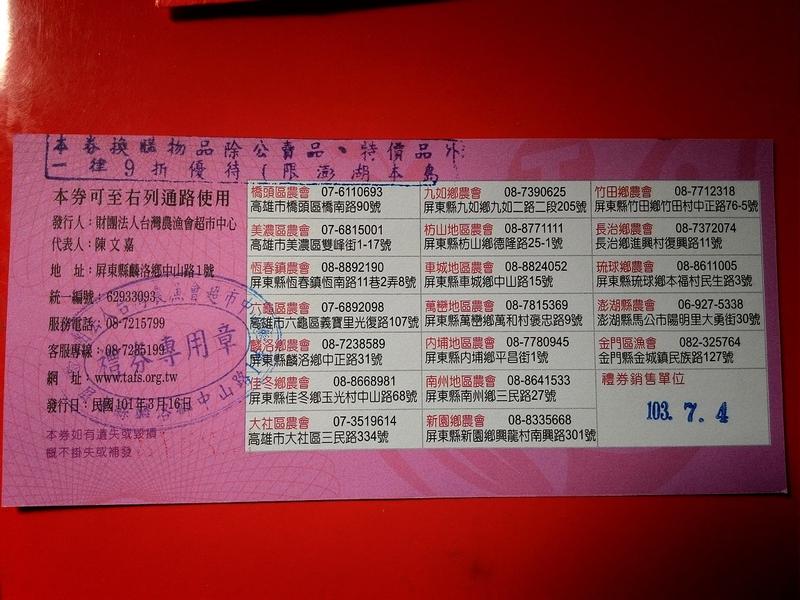 本券換購物品除公賣品、特價品外
一律9折優待(限澎湖本島
本券可至右列通路使用
發行人：財團法人台灣農漁會超市中心
代表人：陳文嘉
地　址：屏東縣麟洛鄉中山路1號
統一編號：62933093
服務電話：08-7215799
客服專線：08-7285199
網　址：www.tafs.org.tw
發行日：民國101年3月16日
本券如有遺失或毀損，
概不掛失或補發。
禮券專用章
橋頭區農會 07-6110693
高雄市橋頭區橋南路90號
美濃區農會 07-6815001
高雄市美濃區雙峰街1-17號
恆春鎮農會 08-8892190
屏東縣恆春鎮恆南路11巷2弄8號
六龜區農會 07-6892098
高雄市六龜區義寶里光復路107號
麟洛鄉農會 08-7238589
屏東縣麟洛鄉中正路31號
佳冬鄉農會 08-8668981
屏東縣佳冬鄉玉光村中山路68號
大社區農會 07-3519614
高雄市大社區三民路334號
九如鄉農會 08-7390625
屏東縣九如鄉九如二路二段205號
枋山地區農會 08-8771111
屏東縣枋山鄉德隆路25-1號
車城地區農會 08-8824052
屏東縣車城鄉中山路15號
萬巒地區農會 08-7815369
屏東縣萬巒鄉萬和村褒忠路9號
內埔地區農會 08-7780945
屏東縣內埔鄉平昌街1號
南州地區農會 08-8641533
屏東縣南州鄉三民路27號
新園鄉農會 08-8335668
屏東縣新園鄉興龍村南興路301號
竹田鄉農會 08-7712318
屏東縣竹田鄉竹田村中正路76-5號
長治鄉農會 08-7372074
長治鄉進興村復興路11號
琉球鄉農會 08-8611005
屏東縣琉球鄉本福村民生路3號
澎湖縣農會 06-927-5338
澎湖縣馬公市陽明里大勇街30號
金門區漁會 082-325764
金門縣金城鎮民族路127號
禮券銷售單位
103. 7. 4